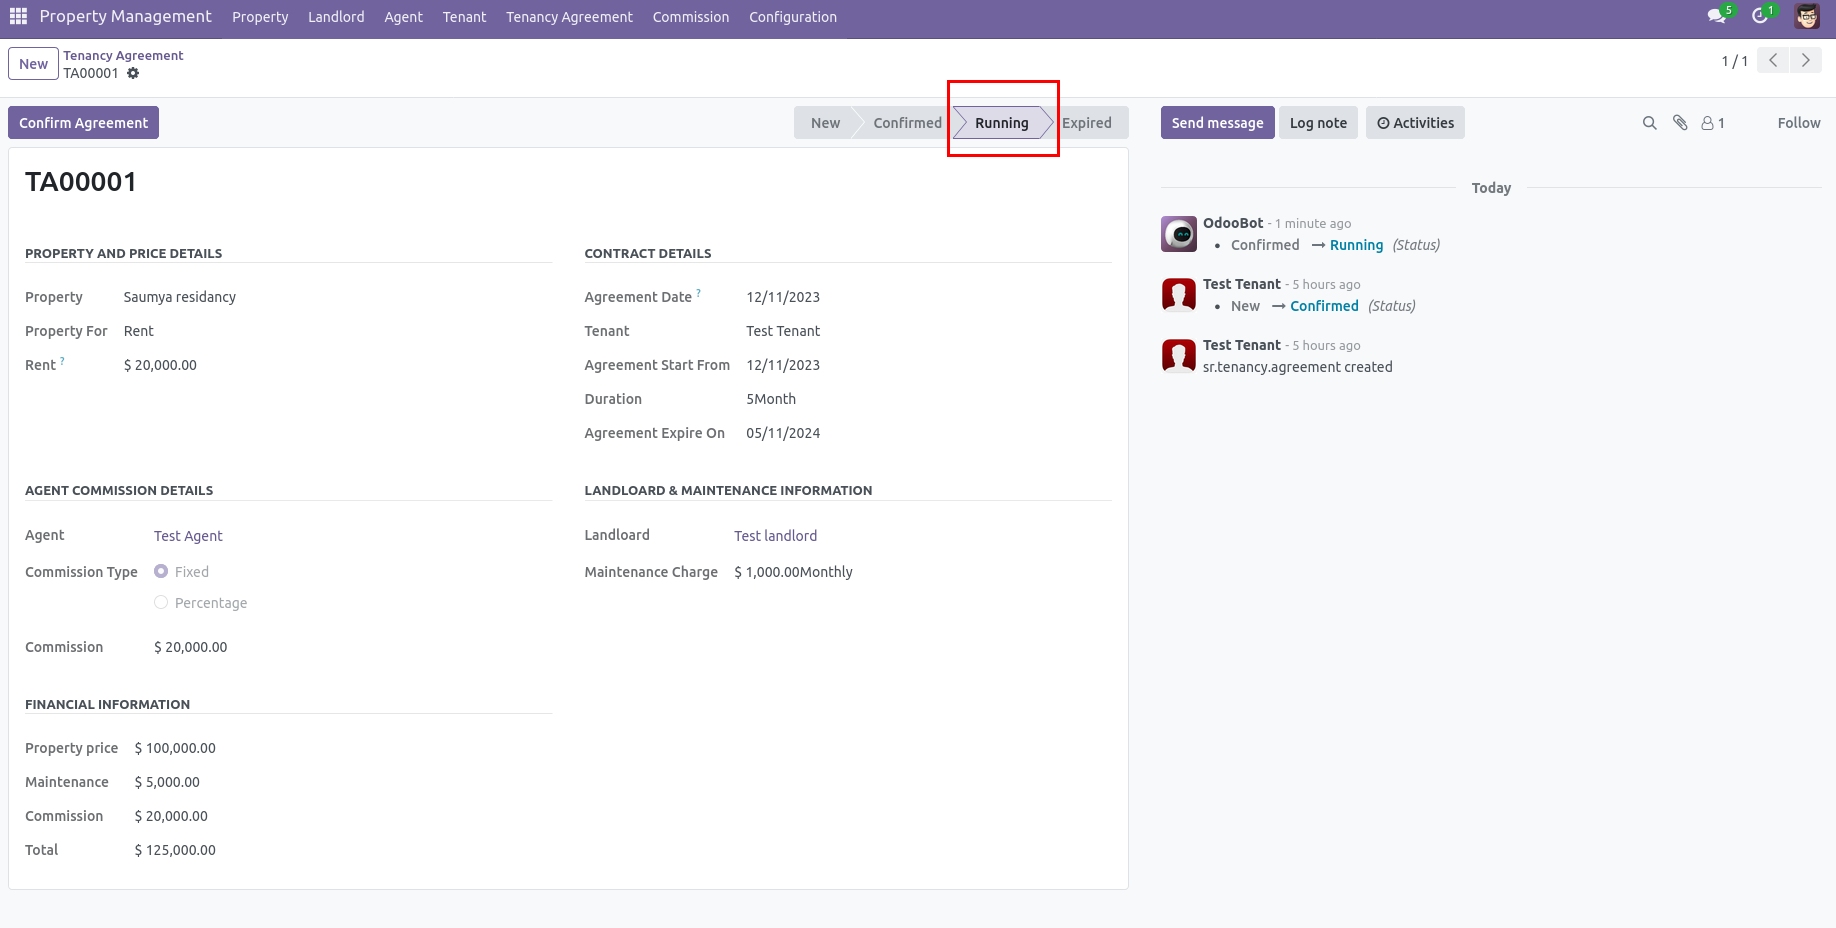 Property Management Property Landlord Agent Tenant Tenancy Agreement Commission Configuration 5 1
New Tenancy Agreement
TA00001 1 / 1
Confirm Agreement New Confirmed Running Expired Send message Log note Activities 1 Follow
TA00001
Today
OdooBot - 1 minute ago
• Confirmed → Running (Status)
Test Tenant - 5 hours ago
• New → Confirmed (Status)
Test Tenant - 5 hours ago
sr.tenancy.agreement created
PROPERTY AND PRICE DETAILS
Property Saumya residancy
Property For Rent
Rent ? $ 20,000.00
CONTRACT DETAILS
Agreement Date ? 12/11/2023
Tenant Test Tenant
Agreement Start From 12/11/2023
Duration 5Month
Agreement Expire On 05/11/2024
AGENT COMMISSION DETAILS
Agent Test Agent
Commission Type Fixed
Percentage
Commission $ 20,000.00
LANDLOARD & MAINTENANCE INFORMATION
Landloard Test landlord
Maintenance Charge $ 1,000.00Monthly
FINANCIAL INFORMATION
Property price $ 100,000.00
Maintenance $ 5,000.00
Commission $ 20,000.00
Total $ 125,000.00